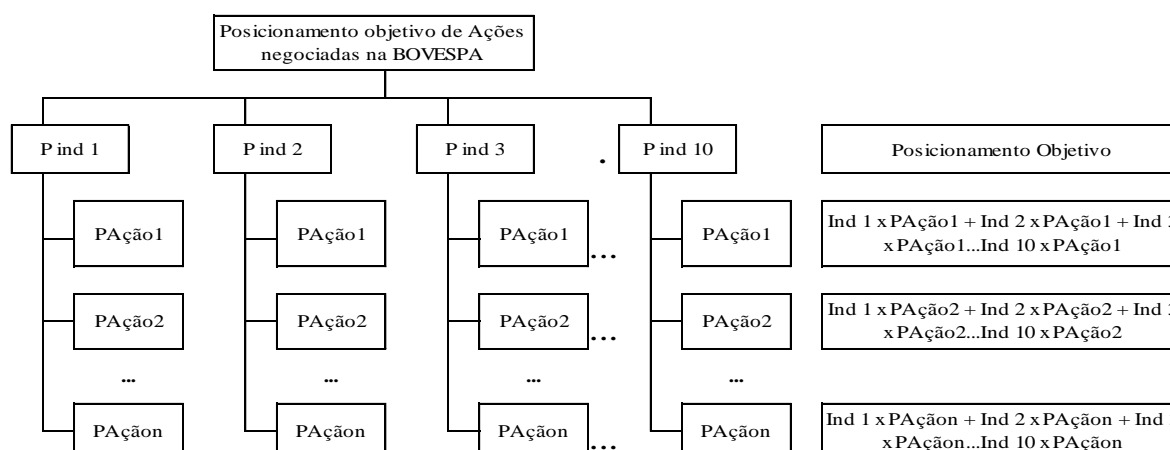 Posicionamento objetivo de Ações
negociadas na BOVESPA
P ind 1
P ind 2
P ind 3
.
P ind 10
Posicionamento Objetivo
PAção1
PAção1
PAção1
...
PAção1
Ind 1 x PAção1 + Ind 2 x PAção1 + Ind
x PAção1...Ind 10 x PAção1
PAção2
PAção2
PAção2
...
PAção2
Ind 1 x PAção2 + Ind 2 x PAção2 + Ind
x PAção2...Ind 10 x PAção2
...
...
...
...
PAçãon
PAçãon
PAçãon
...
PAçãon
Ind 1 x PAçãon + Ind 2 x PAçãon + Ind
x PAçãon...Ind 10 x PAçãon